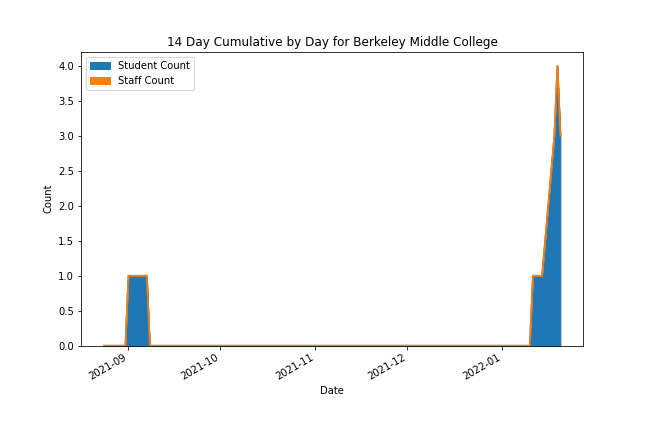 14 Day Cumulative by Day for Berkeley Middle College
Student Count
Staff Count
4.0
3.5
3.0
2.5
2.0
1.5
1.0
0.5
0.0
Count
2021-09
2021-10
2021-11
2021-12
2022-01
Date